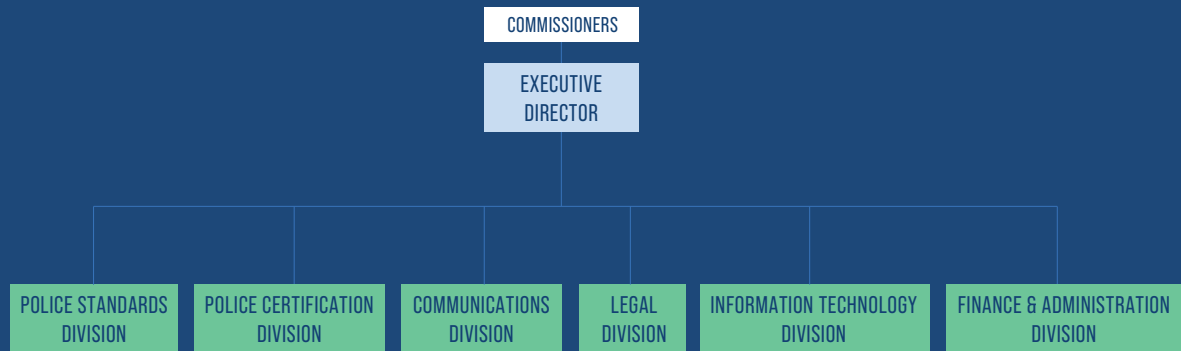 COMMISSIONERS
EXECUTIVE
DIRECTOR
POLICE STANDARDS
DIVISION
POLICE CERTIFICATION
DIVISION
COMMUNICATIONS
DIVISION
LEGAL
DIVISION
INFORMATION TECHNOLOGY
DIVISION
FINANCE & ADMINISTRATION
DIVISION